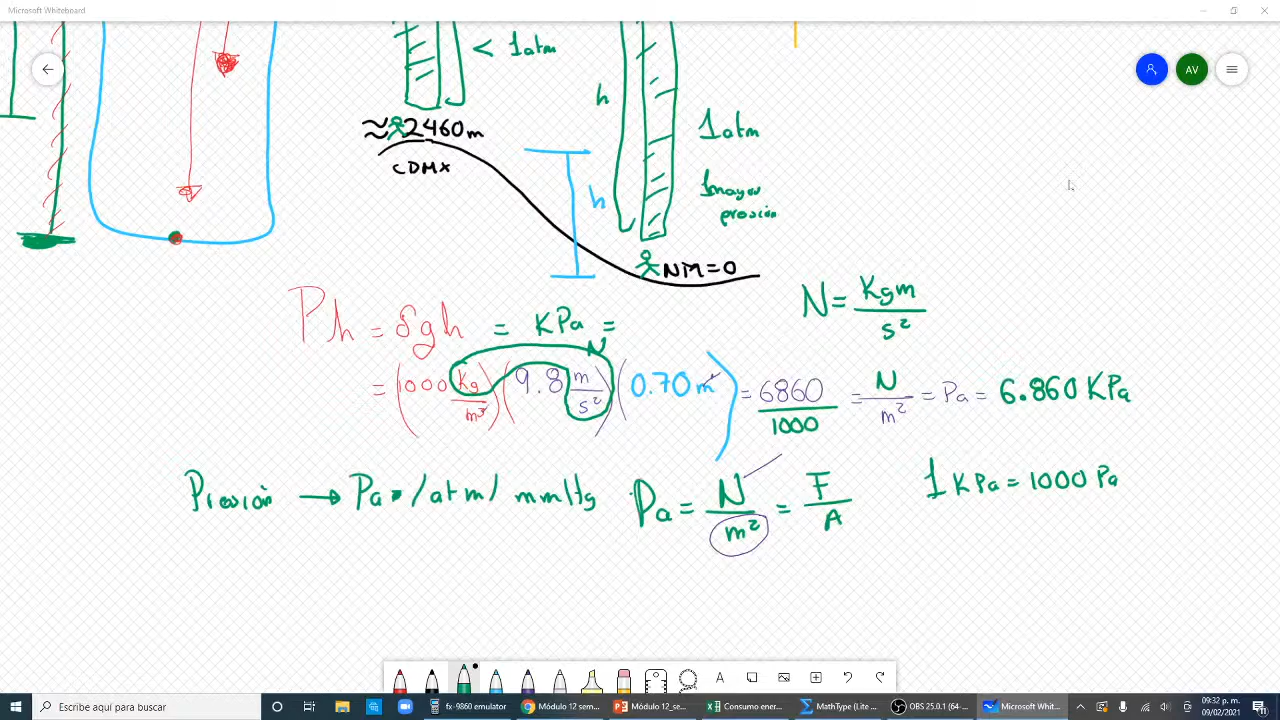 Microsoft Whiteboard
< 1atm
AV
h
≈ 2460m
CDMX
1atm
h
1mayor
presión
NM=0
N = Kgm / s²
Ph = δgh = KPa =
N
= (1000 kg/m³)(9.8 m/s²)(0.70 m) = 6860/1000 = N/m² = Pa = 6.860 KPa
Presión → Pa / atm / mmHg
Pa = N/m² = F/A
1 KPa = 1000 Pa
A
Escribe aquí para buscar
fx-9860 emulator
Módulo 12 sem...
Módulo 12_se...
Consumo ener...
MathType (Lite ...
OBS 25.0.1 (64-...
Microsoft Whit...
09:32 p. m.
09/02/2021